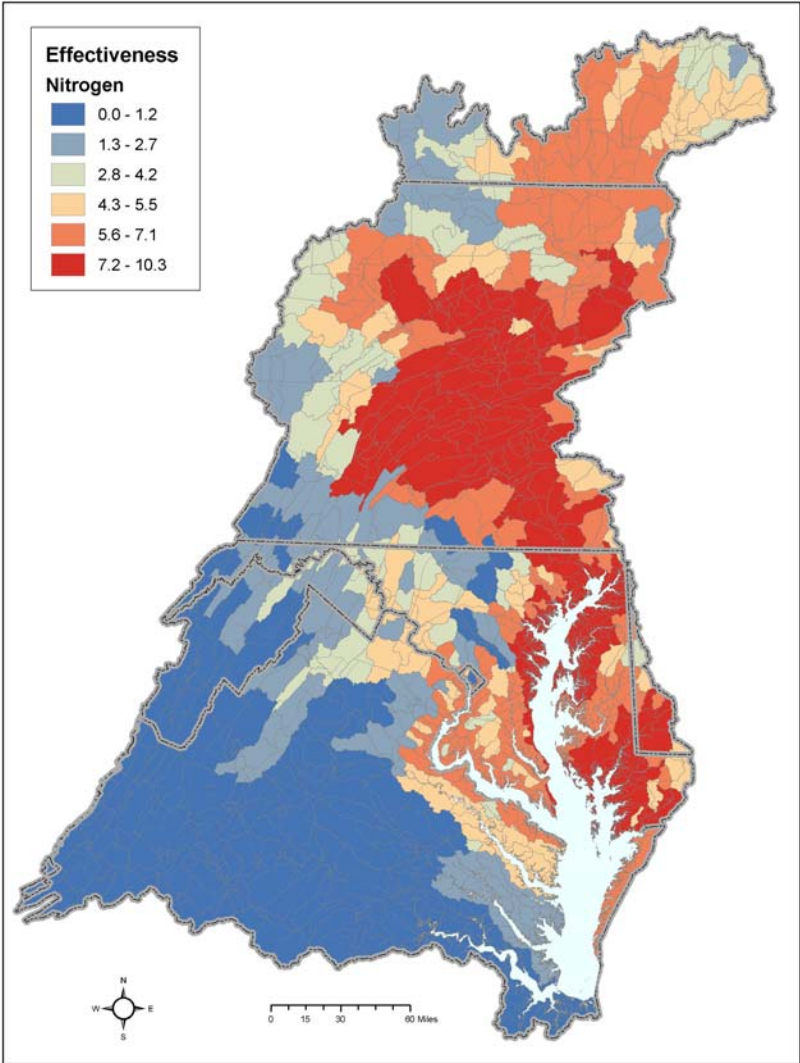 Effectiveness
Nitrogen
0.0 - 1.2
1.3 - 2.7
2.8 - 4.2
4.3 - 5.5
5.6 - 7.1
7.2 - 10.3
N
W E
S
0 15 30 60 Miles